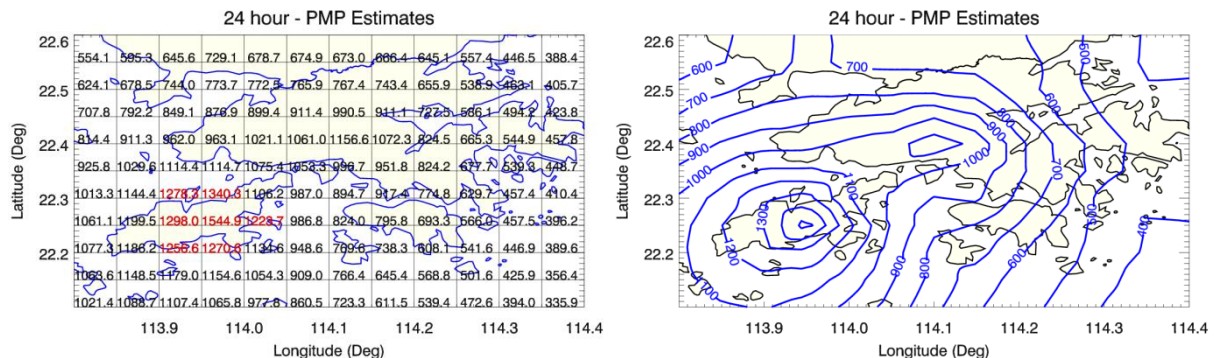 24 hour - PMP Estimates
22.6
554.1 595.3 645.6 729.1 678.7 674.9 673.0 666.4 645.1 557.4 446.5 388.4
624.1 678.5 744.0 773.7 772.5 765.9 767.4 743.4 655.9 538.9 463.1 405.7
22.5
707.8 792.2 849.1 876.9 899.4 911.4 990.5 911.1 727.5 586.1 494.2 423.8
814.4 911.3 962.0 963.1 1021.1 1061.0 1156.6 1072.3 824.5 665.3 544.9 457.8
22.4
925.8 1029.6 1114.4 1114.7 1075.4 1053.3 996.7 951.8 824.2 677.7 539.6 448.7
1013.3 1144.4 1278.3 1340.3 1106.2 987.0 894.7 917.4 774.8 629.7 457.4 410.4
22.3
1061.1 1199.5 1298.0 1544.9 1228.7 986.8 824.0 795.8 693.3 566.0 457.5 396.2
1077.3 1186.2 1256.6 1270.8 1134.6 948.6 769.6 738.3 608.1 541.6 446.9 389.6
22.2
1063.6 1148.5 1179.0 1154.6 1054.3 909.0 766.4 645.4 568.8 501.6 425.9 356.4
1021.4 1088.7 1107.4 1065.8 977.8 860.5 723.3 611.5 539.4 472.6 394.0 335.9
113.9 114.0 114.1 114.2 114.3 114.4
Longitude (Deg)
Latitude (Deg)
24 hour - PMP Estimates
22.6
22.5
22.4
22.3
22.2
600 700 600
700 600
800 800
900 900
1000 1000
700
1100
1300
1200
500
400
900 800 600
1100
113.9 114.0 114.1 114.2 114.3 114.4
Longitude (Deg)
Latitude (Deg)